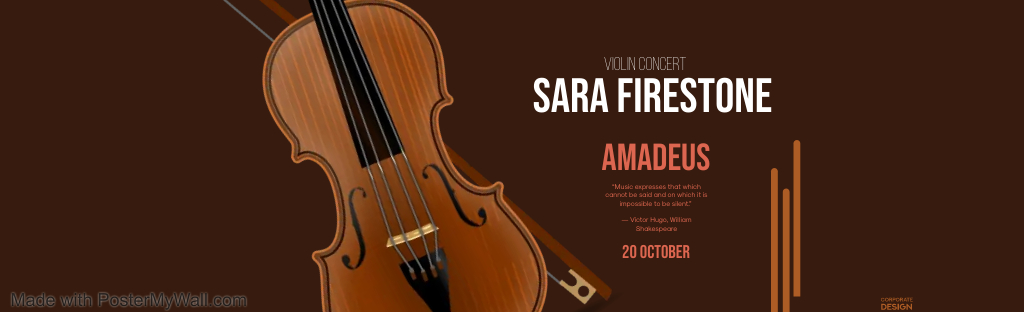 VIOLIN CONCERT
SARA FIRESTONE
AMADEUS
"Music expresses that which
cannot be said and on which it is
impossible to be silent."
— Victor Hugo, William
Shakespeare
20 OCTOBER
Made with PosterMyWall.com
CORPORATE
DESIGN